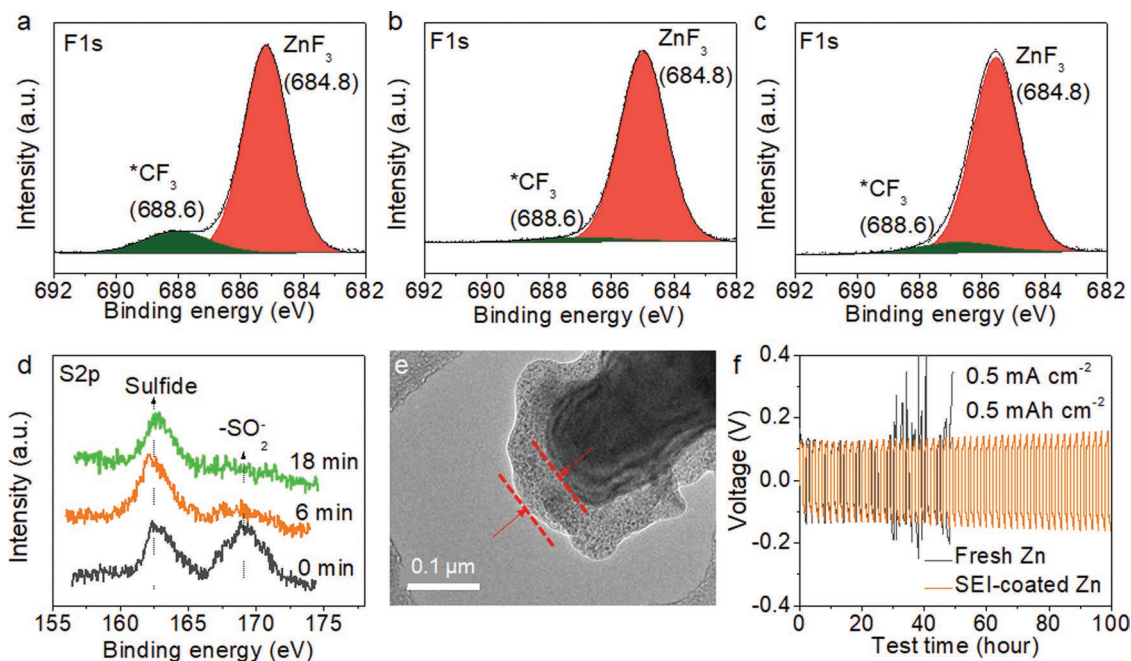 a
F1s
ZnF3
(684.8)
*CF3
(688.6)
Intensity (a.u.)
692 690 688 686 684 682
Binding energy (eV)
b
F1s
ZnF3
(684.8)
*CF3
(688.6)
Intensity (a.u.)
692 690 688 686 684 682
Binding energy (eV)
c
F1s
ZnF3
(684.8)
*CF3
(688.6)
Intensity (a.u.)
692 690 688 686 684 682
Binding energy (eV)
d
S2p
Sulfide
-SO2-
18 min
6 min
0 min
Intensity (a.u.)
155 160 165 170 175
Binding energy (eV)
e
0.1 μm
f
0.5 mA cm-2
0.5 mAh cm-2
Fresh Zn
SEI-coated Zn
Voltage (V)
0.4
0.2
0.0
-0.2
-0.4
0 20 40 60 80 100
Test time (hour)